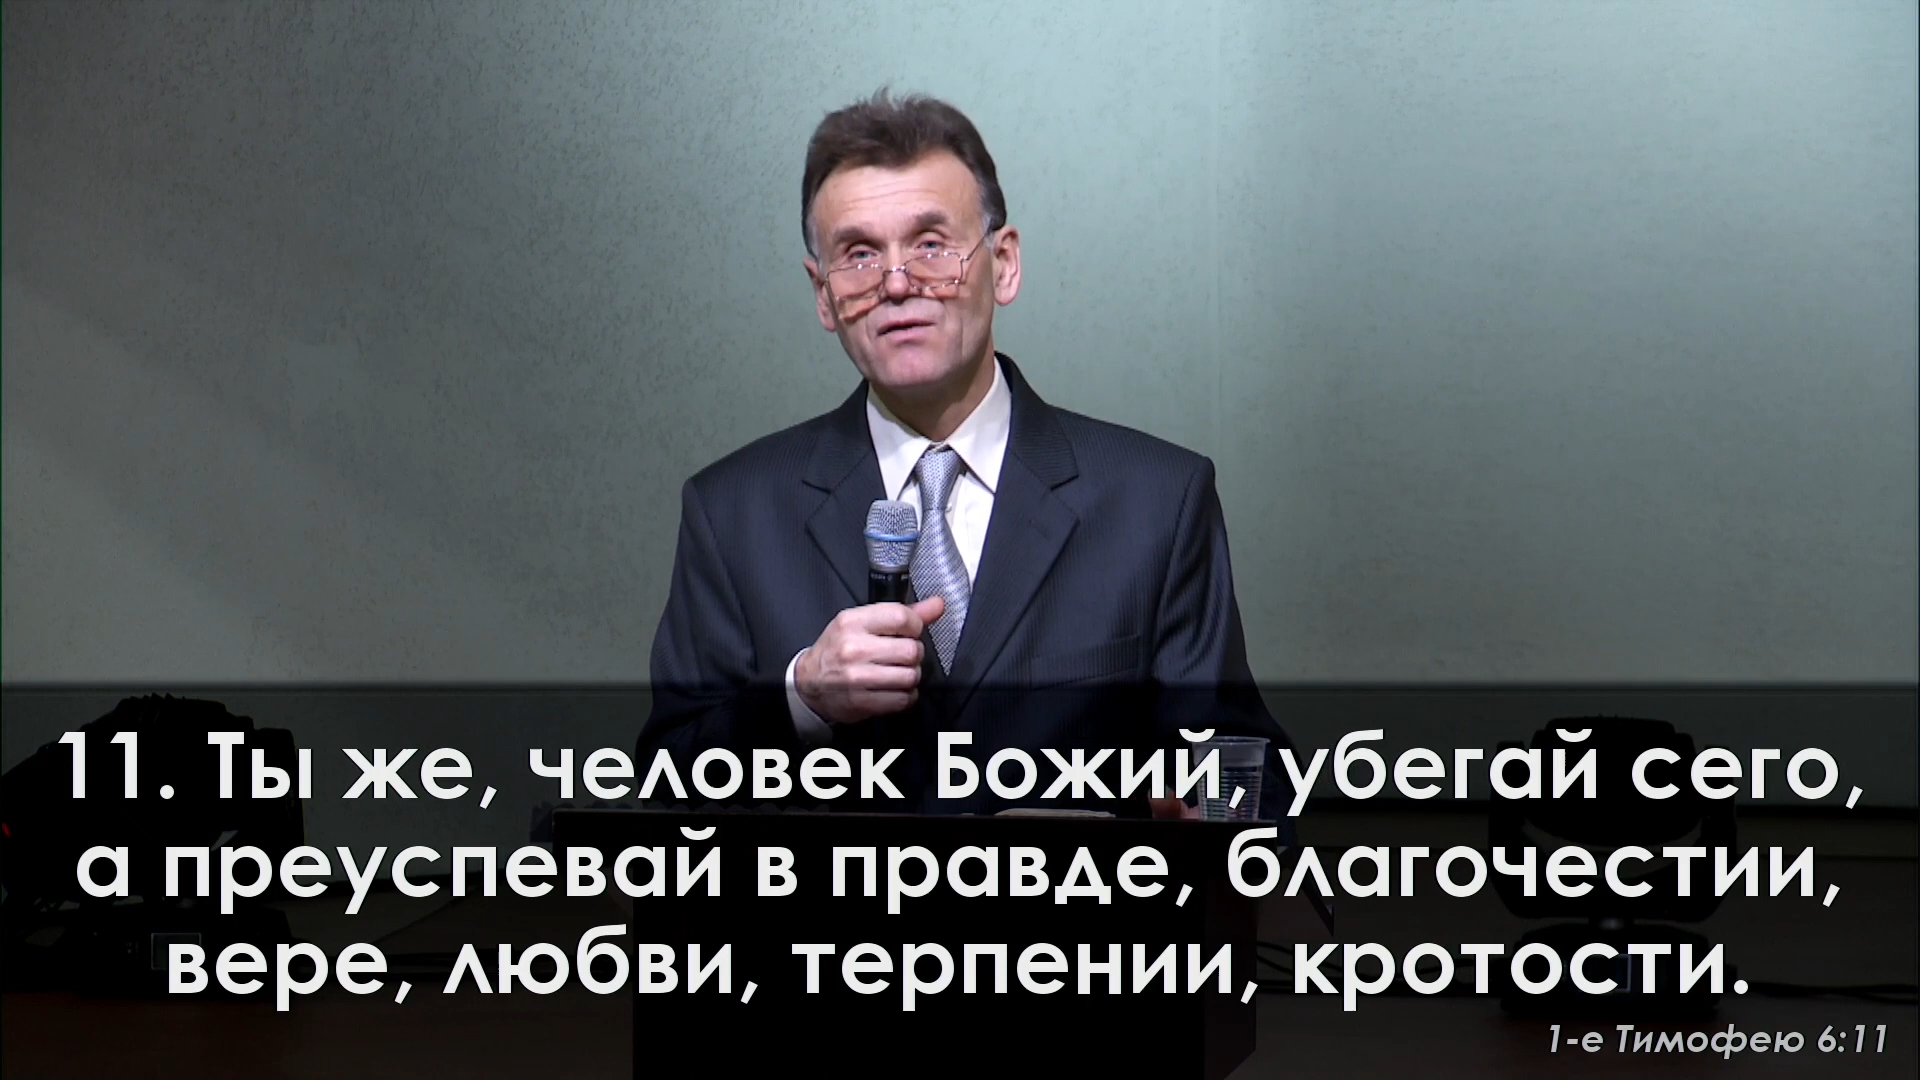 11. Ты же, человек Божий, убегай сего,
а преуспевай в правде, благочестии,
вере, любви, терпении, кротости.
1-е Тимофею 6:11